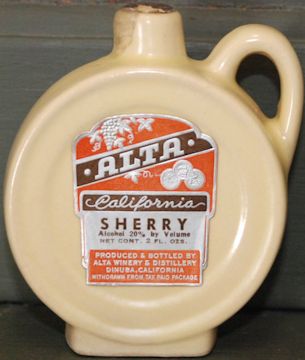 ·ALTA·
California
SHERRY
Alcohol 20% by Volume
NET CONT. 2 FL. OZS.
PRODUCED & BOTTLED BY
ALTA WINERY & DISTILLERY
DINUBA, CALIFORNIA
WITHDRAWN FROM TAX PAID PACKAGE